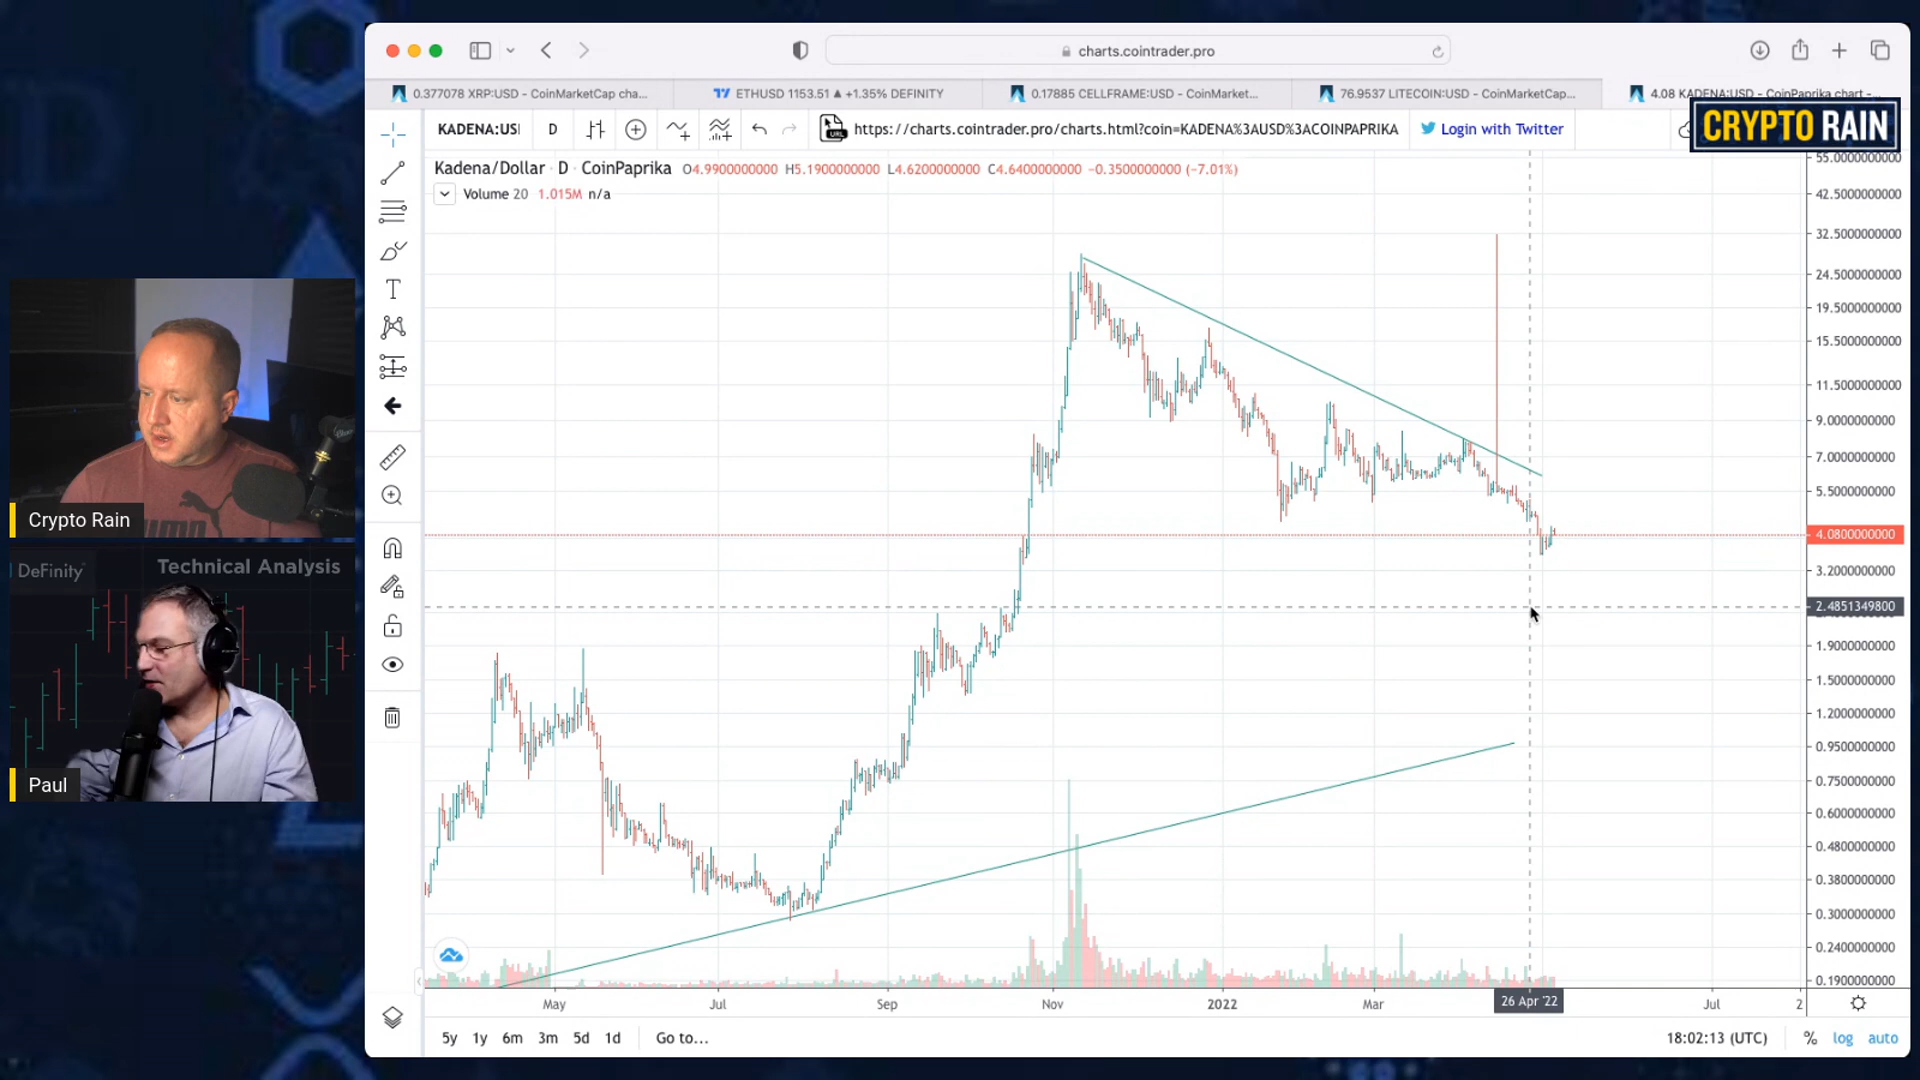 charts.cointrader.pro
0.377078 XRP:USD - CoinMarketCap cha...
ETHUSD 1153.51 ▲ +1.35% DEFINITY
0.17885 CELLFRAME:USD - CoinMarket...
76.9537 LITECOIN:USD - CoinMarketCap...
4.08 KADENA:USD - CoinPaprika chart -...
KADENA:US
D
https://charts.cointrader.pro/charts.html?coin=KADENA%3AUSD%3ACOINPAPRIKA
Login with Twitter
CRYPTO RAIN
Kadena/Dollar · D · CoinPaprika O4.9900000000 H5.1900000000 L4.6200000000 C4.6400000000 −0.3500000000 (−7.01%)
Volume 20 1.015M n/a
55.0000000000
42.5000000000
32.5000000000
24.5000000000
19.5000000000
15.5000000000
11.5000000000
9.0000000000
7.0000000000
5.5000000000
4.0800000000
3.2000000000
2.4851349800
1.9000000000
1.5000000000
1.2000000000
0.9500000000
0.7500000000
0.6000000000
0.4800000000
0.3800000000
0.3000000000
0.2400000000
0.1900000000
Crypto Rain
DeFinity
Technical Analysis
Paul
May Jul Sep Nov 2022 Mar 26 Apr '22 Jul 2
5y 1y 6m 3m 5d 1d Go to... 18:02:13 (UTC) % log auto